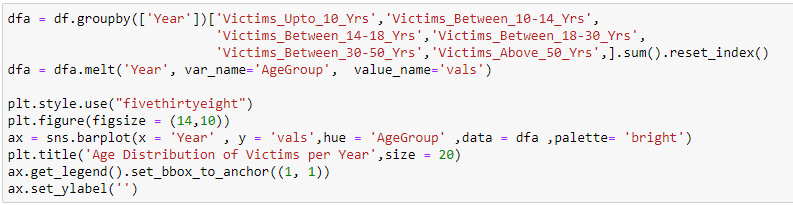 dfa = df.groupby(['Year'])['Victims_Upto_10_Yrs','Victims_Between_10-14_Yrs',
'Victims_Between_14-18_Yrs','Victims_Between_18-30_Yrs',
'Victims_Between_30-50_Yrs','Victims_Above_50_Yrs',].sum().reset_index()
dfa = dfa.melt('Year', var_name='AgeGroup',  value_name='vals')
plt.style.use("fivethirtyeight")
plt.figure(figsize = (14,10))
ax = sns.barplot(x = 'Year' , y = 'vals',hue = 'AgeGroup' ,data = dfa ,palette= 'bright')
plt.title('Age Distribution of Victims per Year',size = 20)
ax.get_legend().set_bbox_to_anchor((1, 1))
ax.set_ylabel('')